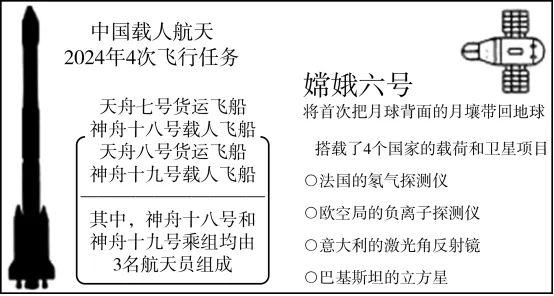 中国载人航天
2024年4次飞行任务
天舟七号货运飞船
神舟十八号载人飞船
天舟八号货运飞船
神舟十九号载人飞船
其中，神舟十八号和
神舟十九号乘组均由
3名航天员组成
嫦娥六号
将首次把月球背面的月壤带回地球
搭载了4个国家的载荷和卫星项目
○法国的氡气探测仪
○欧空局的负离子探测仪
○意大利的激光角反射镜
○巴基斯坦的立方星